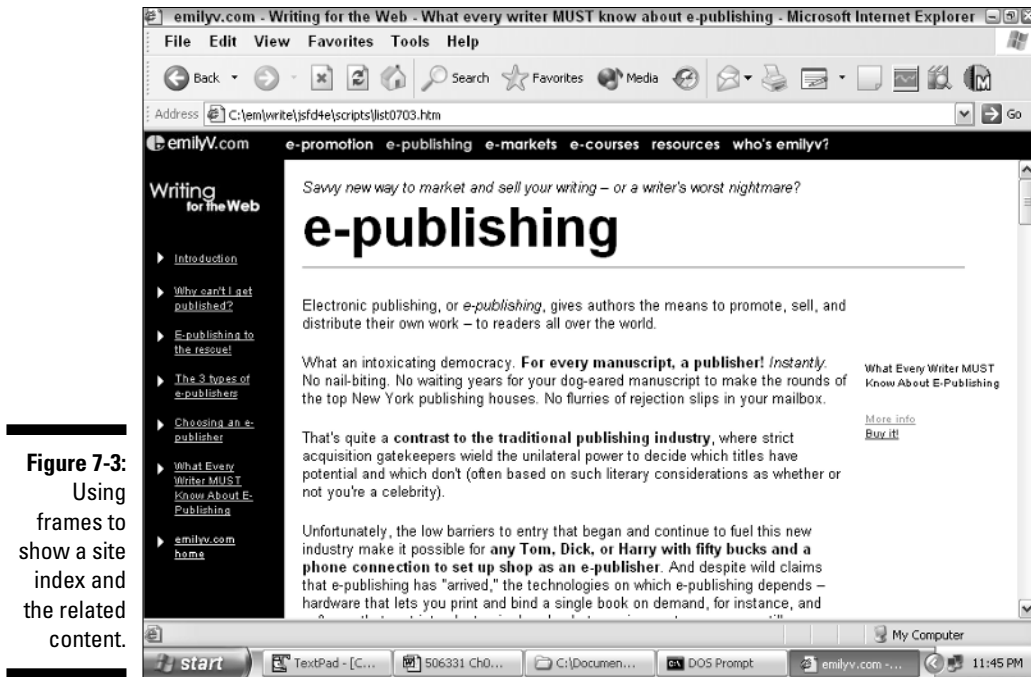 emilyv.com - Writing for the Web - What every writer MUST know about e-publishing - Microsoft Internet Explorer
File Edit View Favorites Tools Help
Back Search Favorites Media
Address C:\em\write\jsfd4e\scripts\list0703.htm Go
emilyV.com e-promotion e-publishing e-markets e-courses resources who's emilyv?
Writing
for the Web
Introduction
Why can't I get
published?
E-publishing to
the rescue!
The 3 types of
e-publishers
Choosing an e-
publisher
What Every
Writer MUST
Know About E-
Publishing
emilyv.com
home
Savvy new way to market and sell your writing – or a writer's worst nightmare?
e-publishing
Electronic publishing, or e-publishing, gives authors the means to promote, sell, and
distribute their own work – to readers all over the world.
What an intoxicating democracy. For every manuscript, a publisher! Instantly.
No nail-biting. No waiting years for your dog-eared manuscript to make the rounds of
the top New York publishing houses. No flurries of rejection slips in your mailbox.
That's quite a contrast to the traditional publishing industry, where strict
acquisition gatekeepers wield the unilateral power to decide which titles have
potential and which don't (often based on such literary considerations as whether or
not you're a celebrity).
Unfortunately, the low barriers to entry that began and continue to fuel this new
industry make it possible for any Tom, Dick, or Harry with fifty bucks and a
phone connection to set up shop as an e-publisher. And despite wild claims
that e-publishing has "arrived," the technologies on which e-publishing depends –
hardware that lets you print and bind a single book on demand, for instance, and
What Every Writer MUST
Know About E-Publishing
More info
Buy it!
My Computer
start TextPad - [C... 506331 Ch0... C:\Documen... DOS Prompt emilyv.com -... 11:45 PM
Figure 7-3:
Using
frames to
show a site
index and
the related
content.